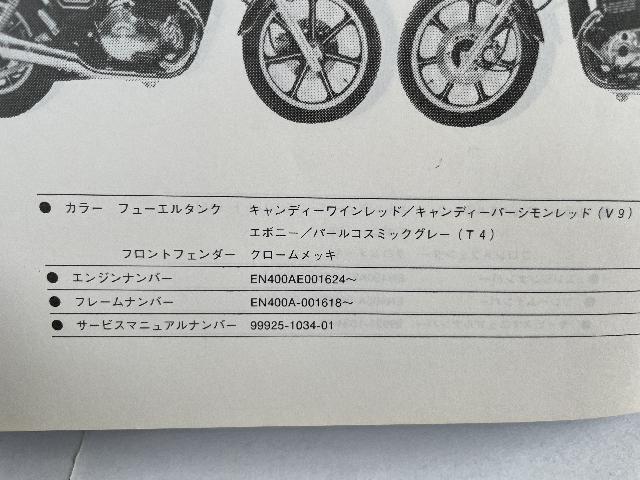 ● カラー フューエルタンク キャンディーワインレッド／キャンディーパーシモンレッド（V9）
エボニー／パールコスミックグレー（T4）
フロントフェンダー クロームメッキ
● エンジンナンバー EN400AE001624〜
● フレームナンバー EN400A-001618〜
● サービスマニュアルナンバー 99925-1034-01